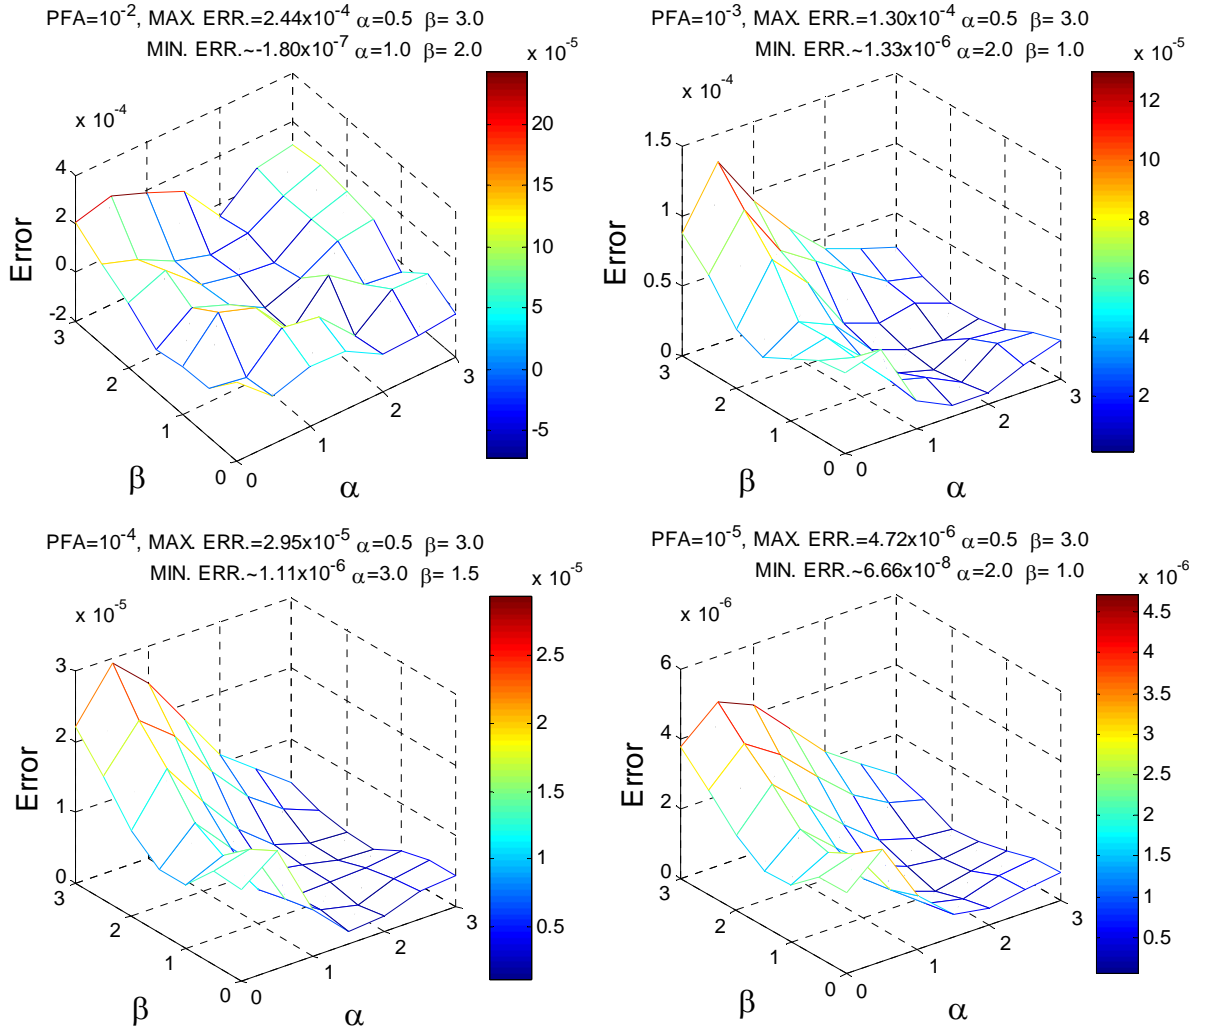 PFA=10^-2, MAX. ERR.=2.44x10^-4 α=0.5 β= 3.0
MIN. ERR.~-1.80x10^-7 α=1.0 β= 2.0
x 10^-5
x 10^-4
4
2
0
-2
Error
3
2
1
0
β
0
1
2
3
α
20
15
10
5
0
-5
PFA=10^-3, MAX. ERR.=1.30x10^-4 α=0.5 β= 3.0
MIN. ERR.~1.33x10^-6 α=2.0 β= 1.0
x 10^-5
x 10^-4
1.5
1
0.5
0
Error
3
2
1
0
β
0
1
2
3
α
12
10
8
6
4
2
PFA=10^-4, MAX. ERR.=2.95x10^-5 α=0.5 β= 3.0
MIN. ERR.~1.11x10^-6 α=3.0 β= 1.5
x 10^-5
x 10^-5
3
2
1
0
Error
3
2
1
0
β
0
1
2
3
α
2.5
2
1.5
1
0.5
PFA=10^-5, MAX. ERR.=4.72x10^-6 α=0.5 β= 3.0
MIN. ERR.~6.66x10^-8 α=2.0 β= 1.0
x 10^-6
x 10^-6
6
4
2
0
Error
3
2
1
0
β
0
1
2
3
α
4.5
4
3.5
3
2.5
2
1.5
1
0.5